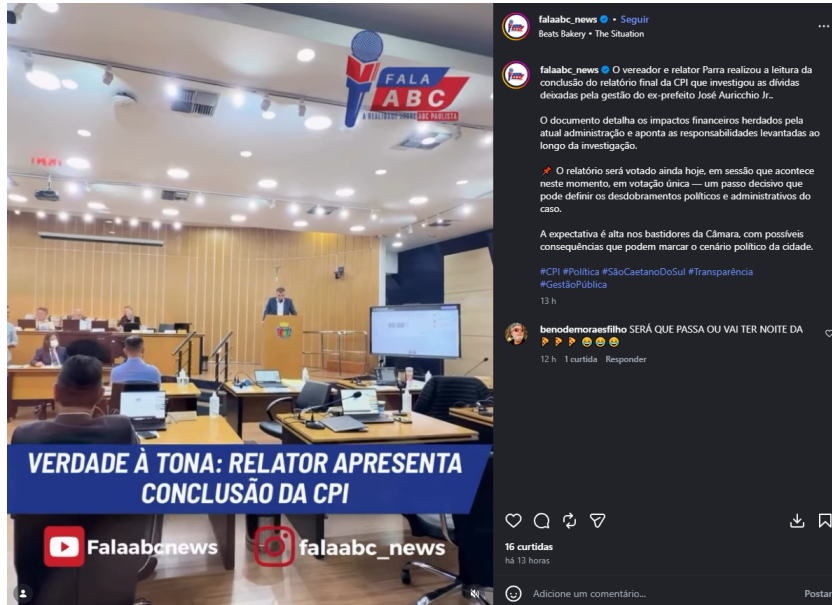 FALA
ABC
A REALIDADE SOBRE ABC PAULISTA
VERDADE À TONA: RELATOR APRESENTA
CONCLUSÃO DA CPI
Falaabcnews
falaabc_news
falaabc_news • Seguir
Beats Bakery • The Situation
falaabc_news O vereador e relator Parra realizou a leitura da
conclusão do relatório final da CPI que investigou as dívidas
deixadas pela gestão do ex-prefeito José Auricchio Jr..
O documento detalha os impactos financeiros herdados pela
atual administração e aponta as responsabilidades levantadas ao
longo da investigação.
📌 O relatório será votado ainda hoje, em sessão que acontece
neste momento, em votação única — um passo decisivo que
pode definir os desdobramentos políticos e administrativos do
caso.
A expectativa é alta nos bastidores da Câmara, com possíveis
consequências que podem marcar o cenário político da cidade.
#CPI #Política #SãoCaetanoDoSul #Transparência
#GestãoPública
13 h
benodemoraesfilho SERÁ QUE PASSA OU VAI TER NOITE DA
🍕🍕🍕😂😂😂
12 h 1 curtida Responder
16 curtidas
há 13 horas
Adicione um comentário...
Postar